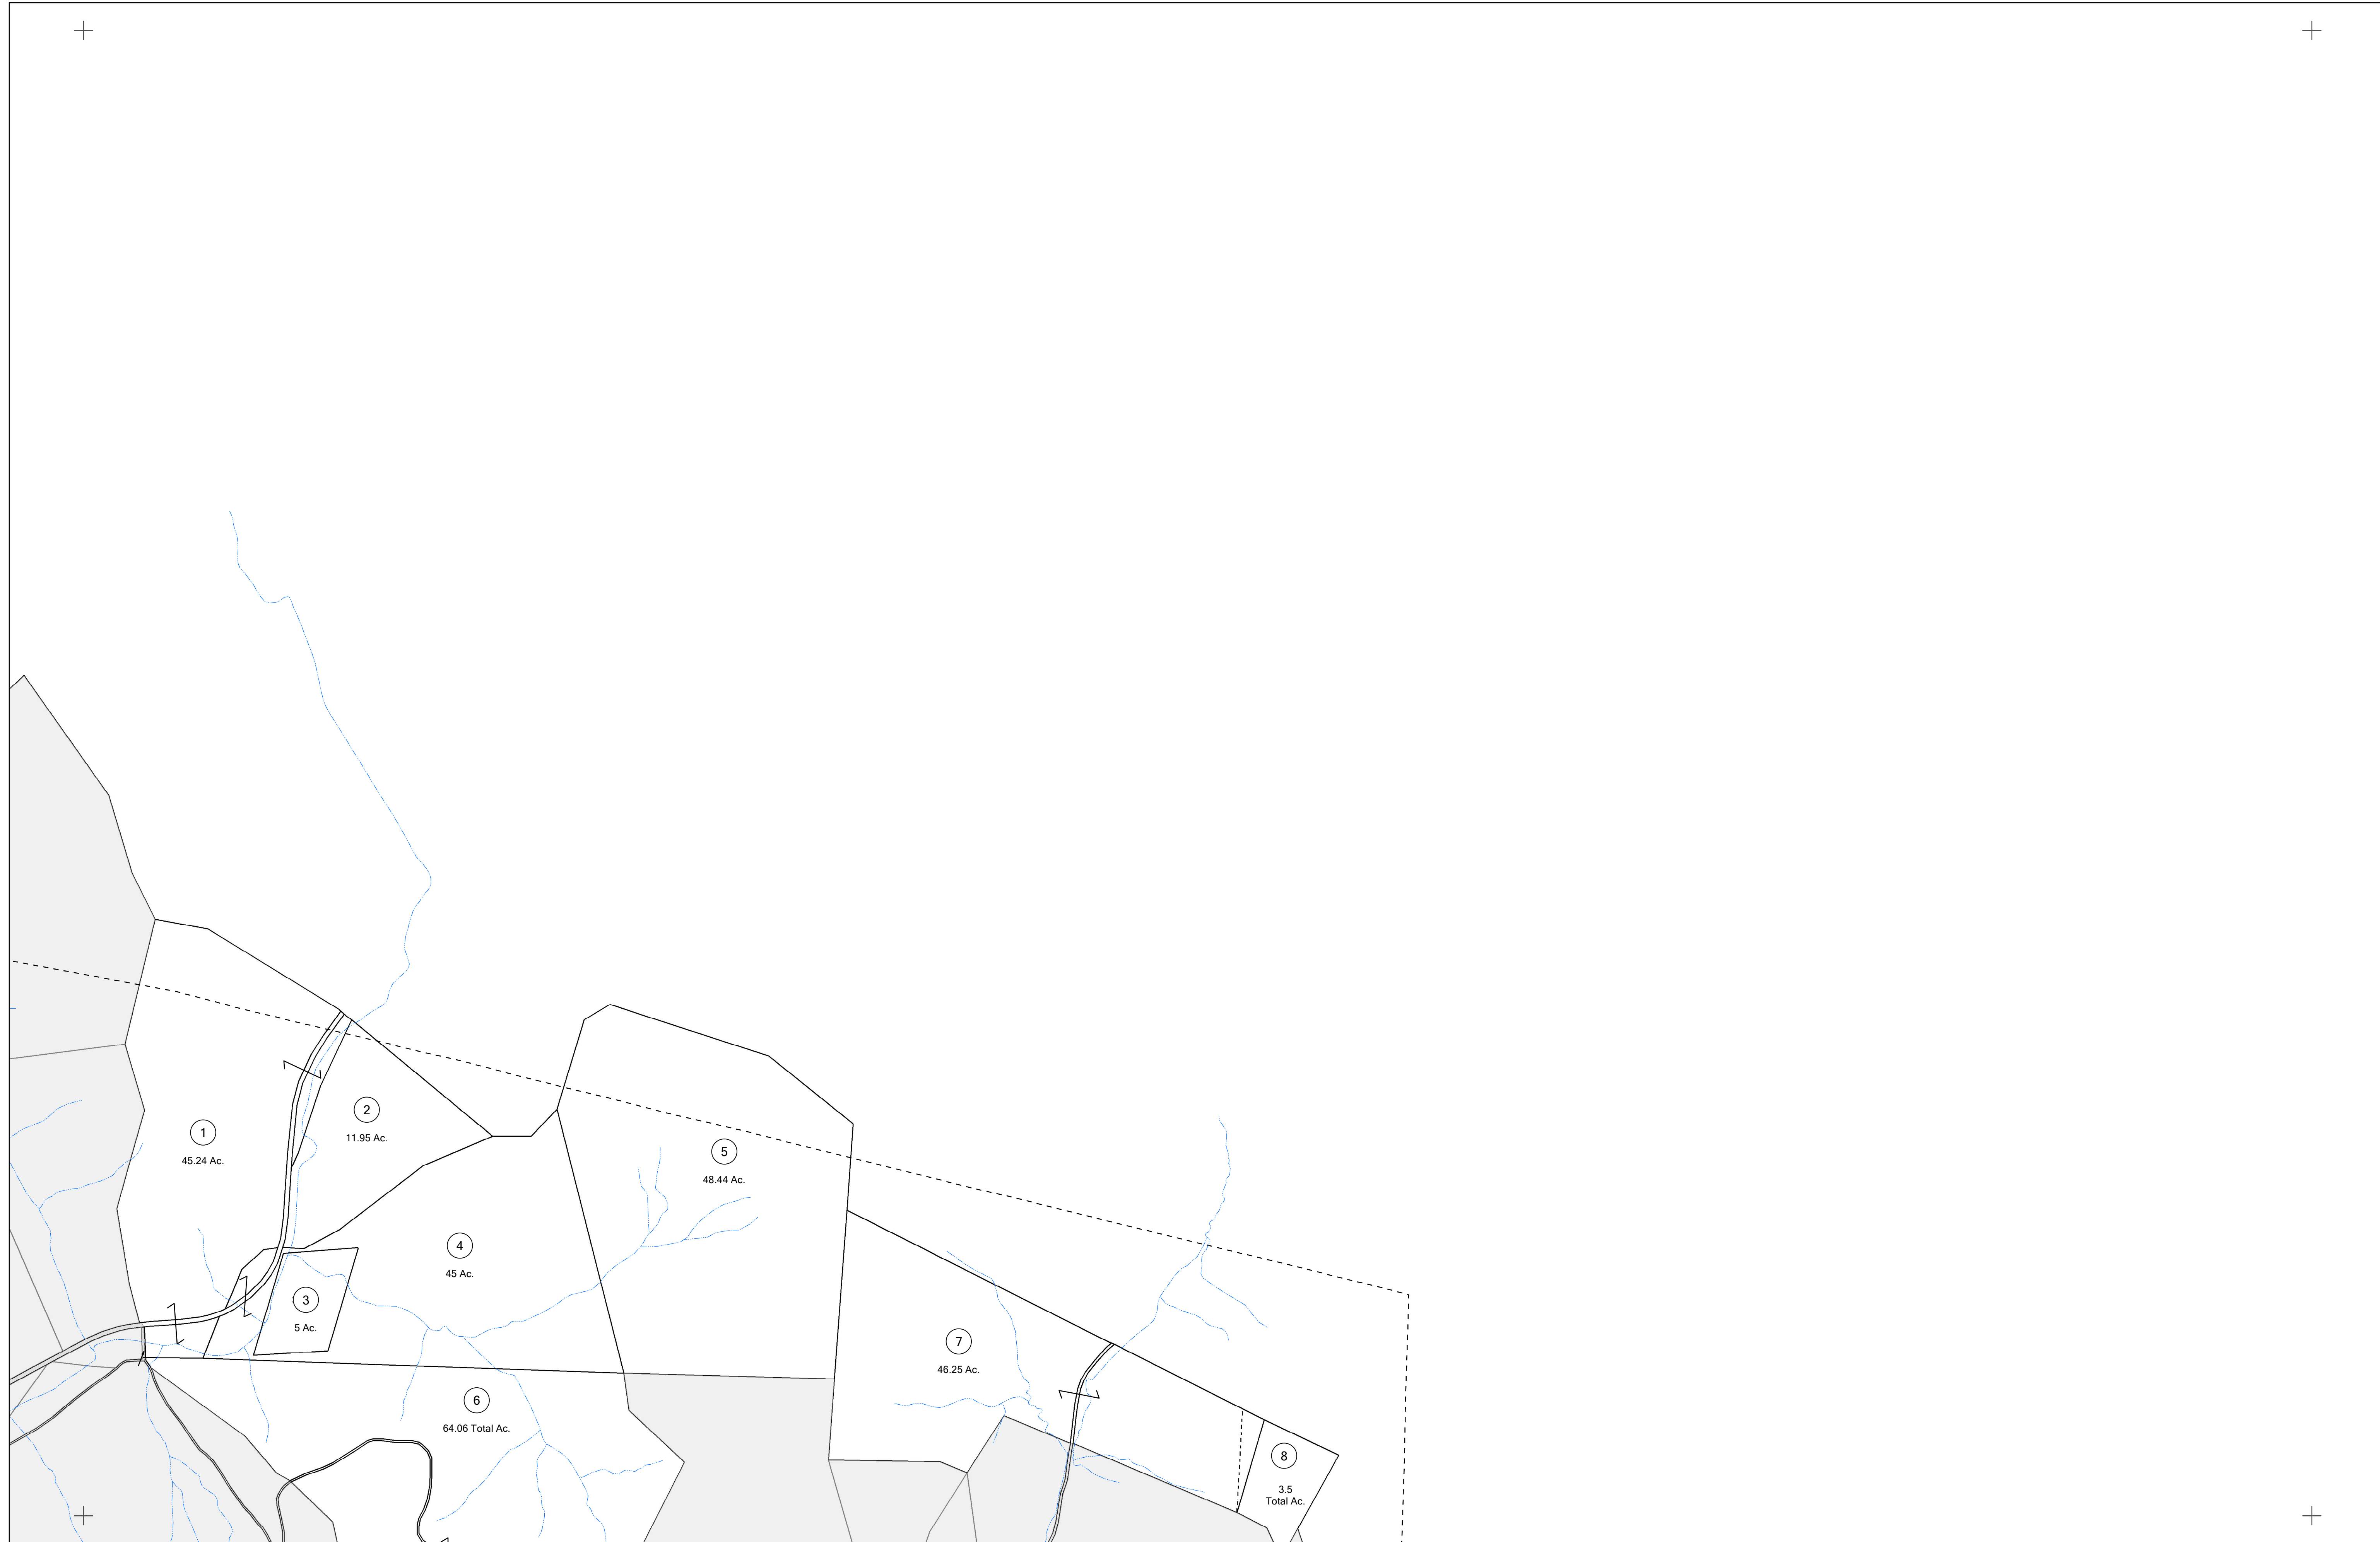 1
45.24 Ac.
2
11.95 Ac.
3
5 Ac.
4
45 Ac.
5
48.44 Ac.
6
64.06 Total Ac.
7
46.25 Ac.
8
3.5
Total Ac.